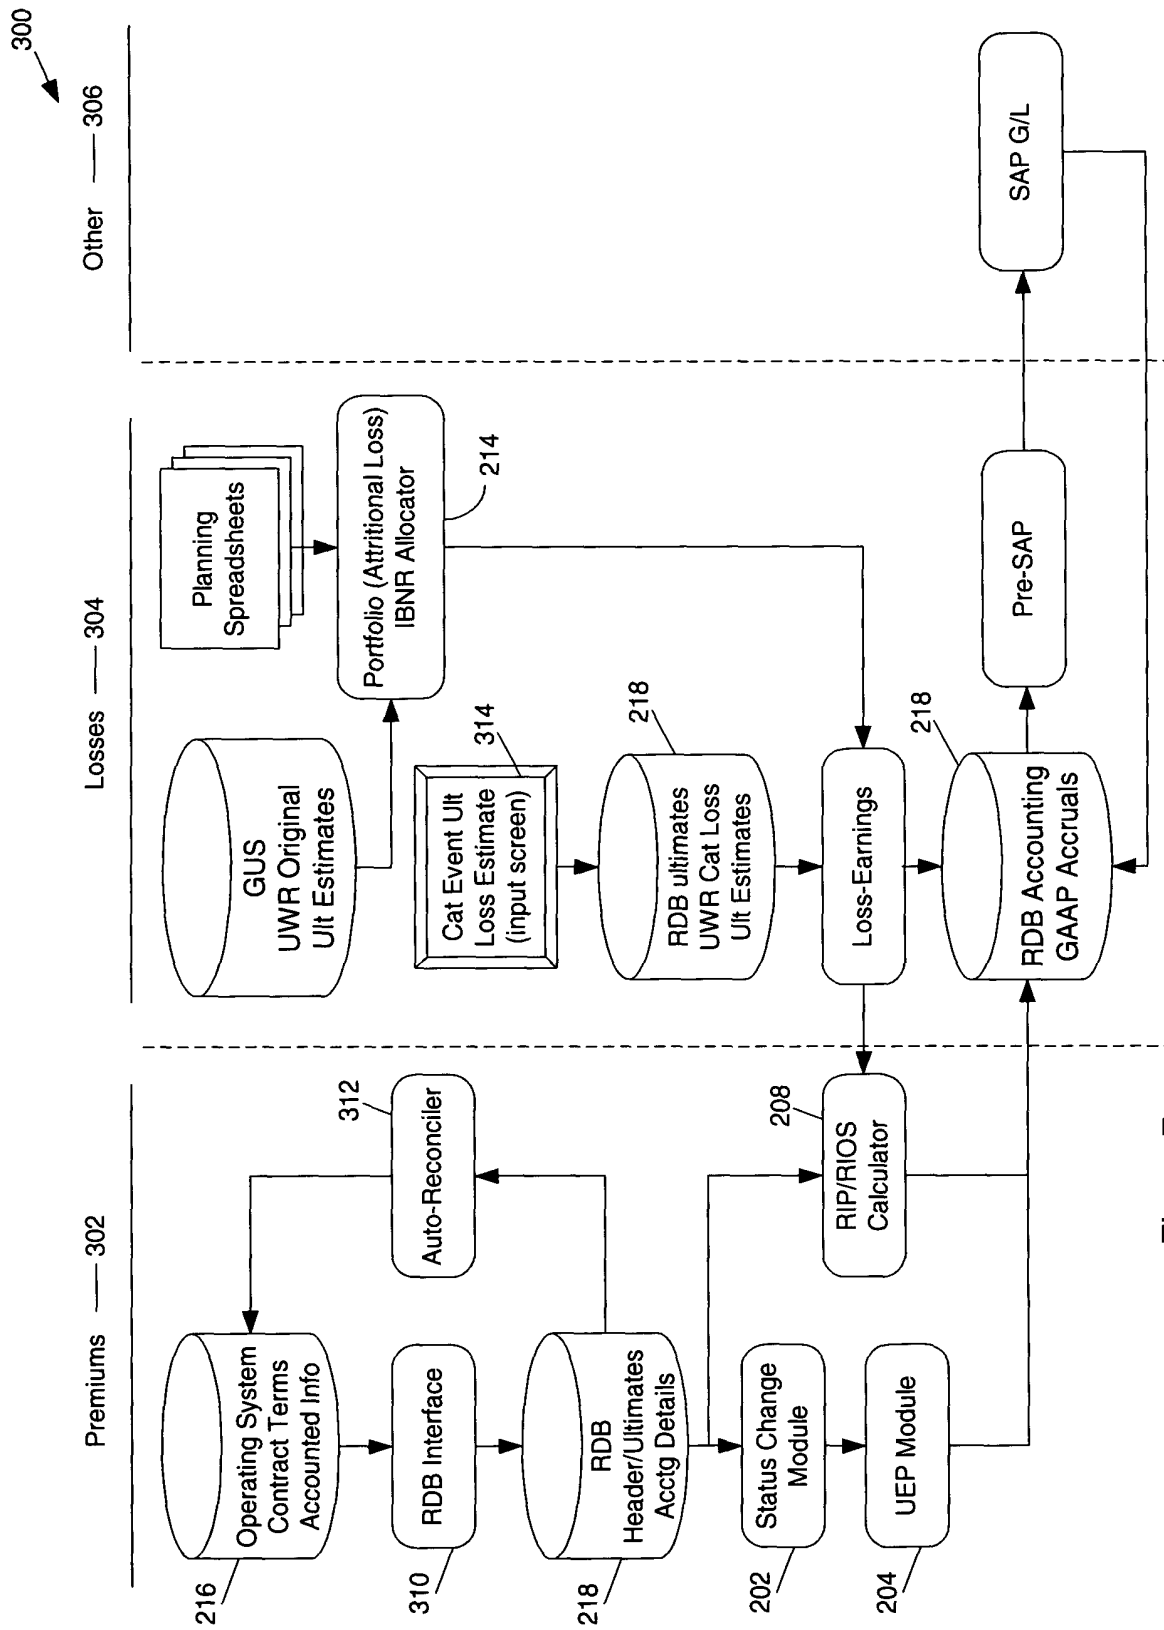 300
Premiums 302
Losses 304
Other 306
216
Operating System
Contract Terms
Accounted Info
310
RDB Interface
312
Auto-Reconciler
218
RDB
Header/Ultimates
Acctg Details
202
Status Change
Module
204
UEP Module
208
RIP/RIOS
Calculator
GUS
UWR Original
Ult Estimates
Planning
Spreadsheets
Portfolio (Attritional Loss)
IBNR Allocator
214
314
Cat Event Ult
Loss Estimate
(input screen)
218
RDB ultimates
UWR Cat Loss
Ult Estimates
Loss-Earnings
218
RDB Accounting
GAAP Accruals
Pre-SAP
SAP G/L